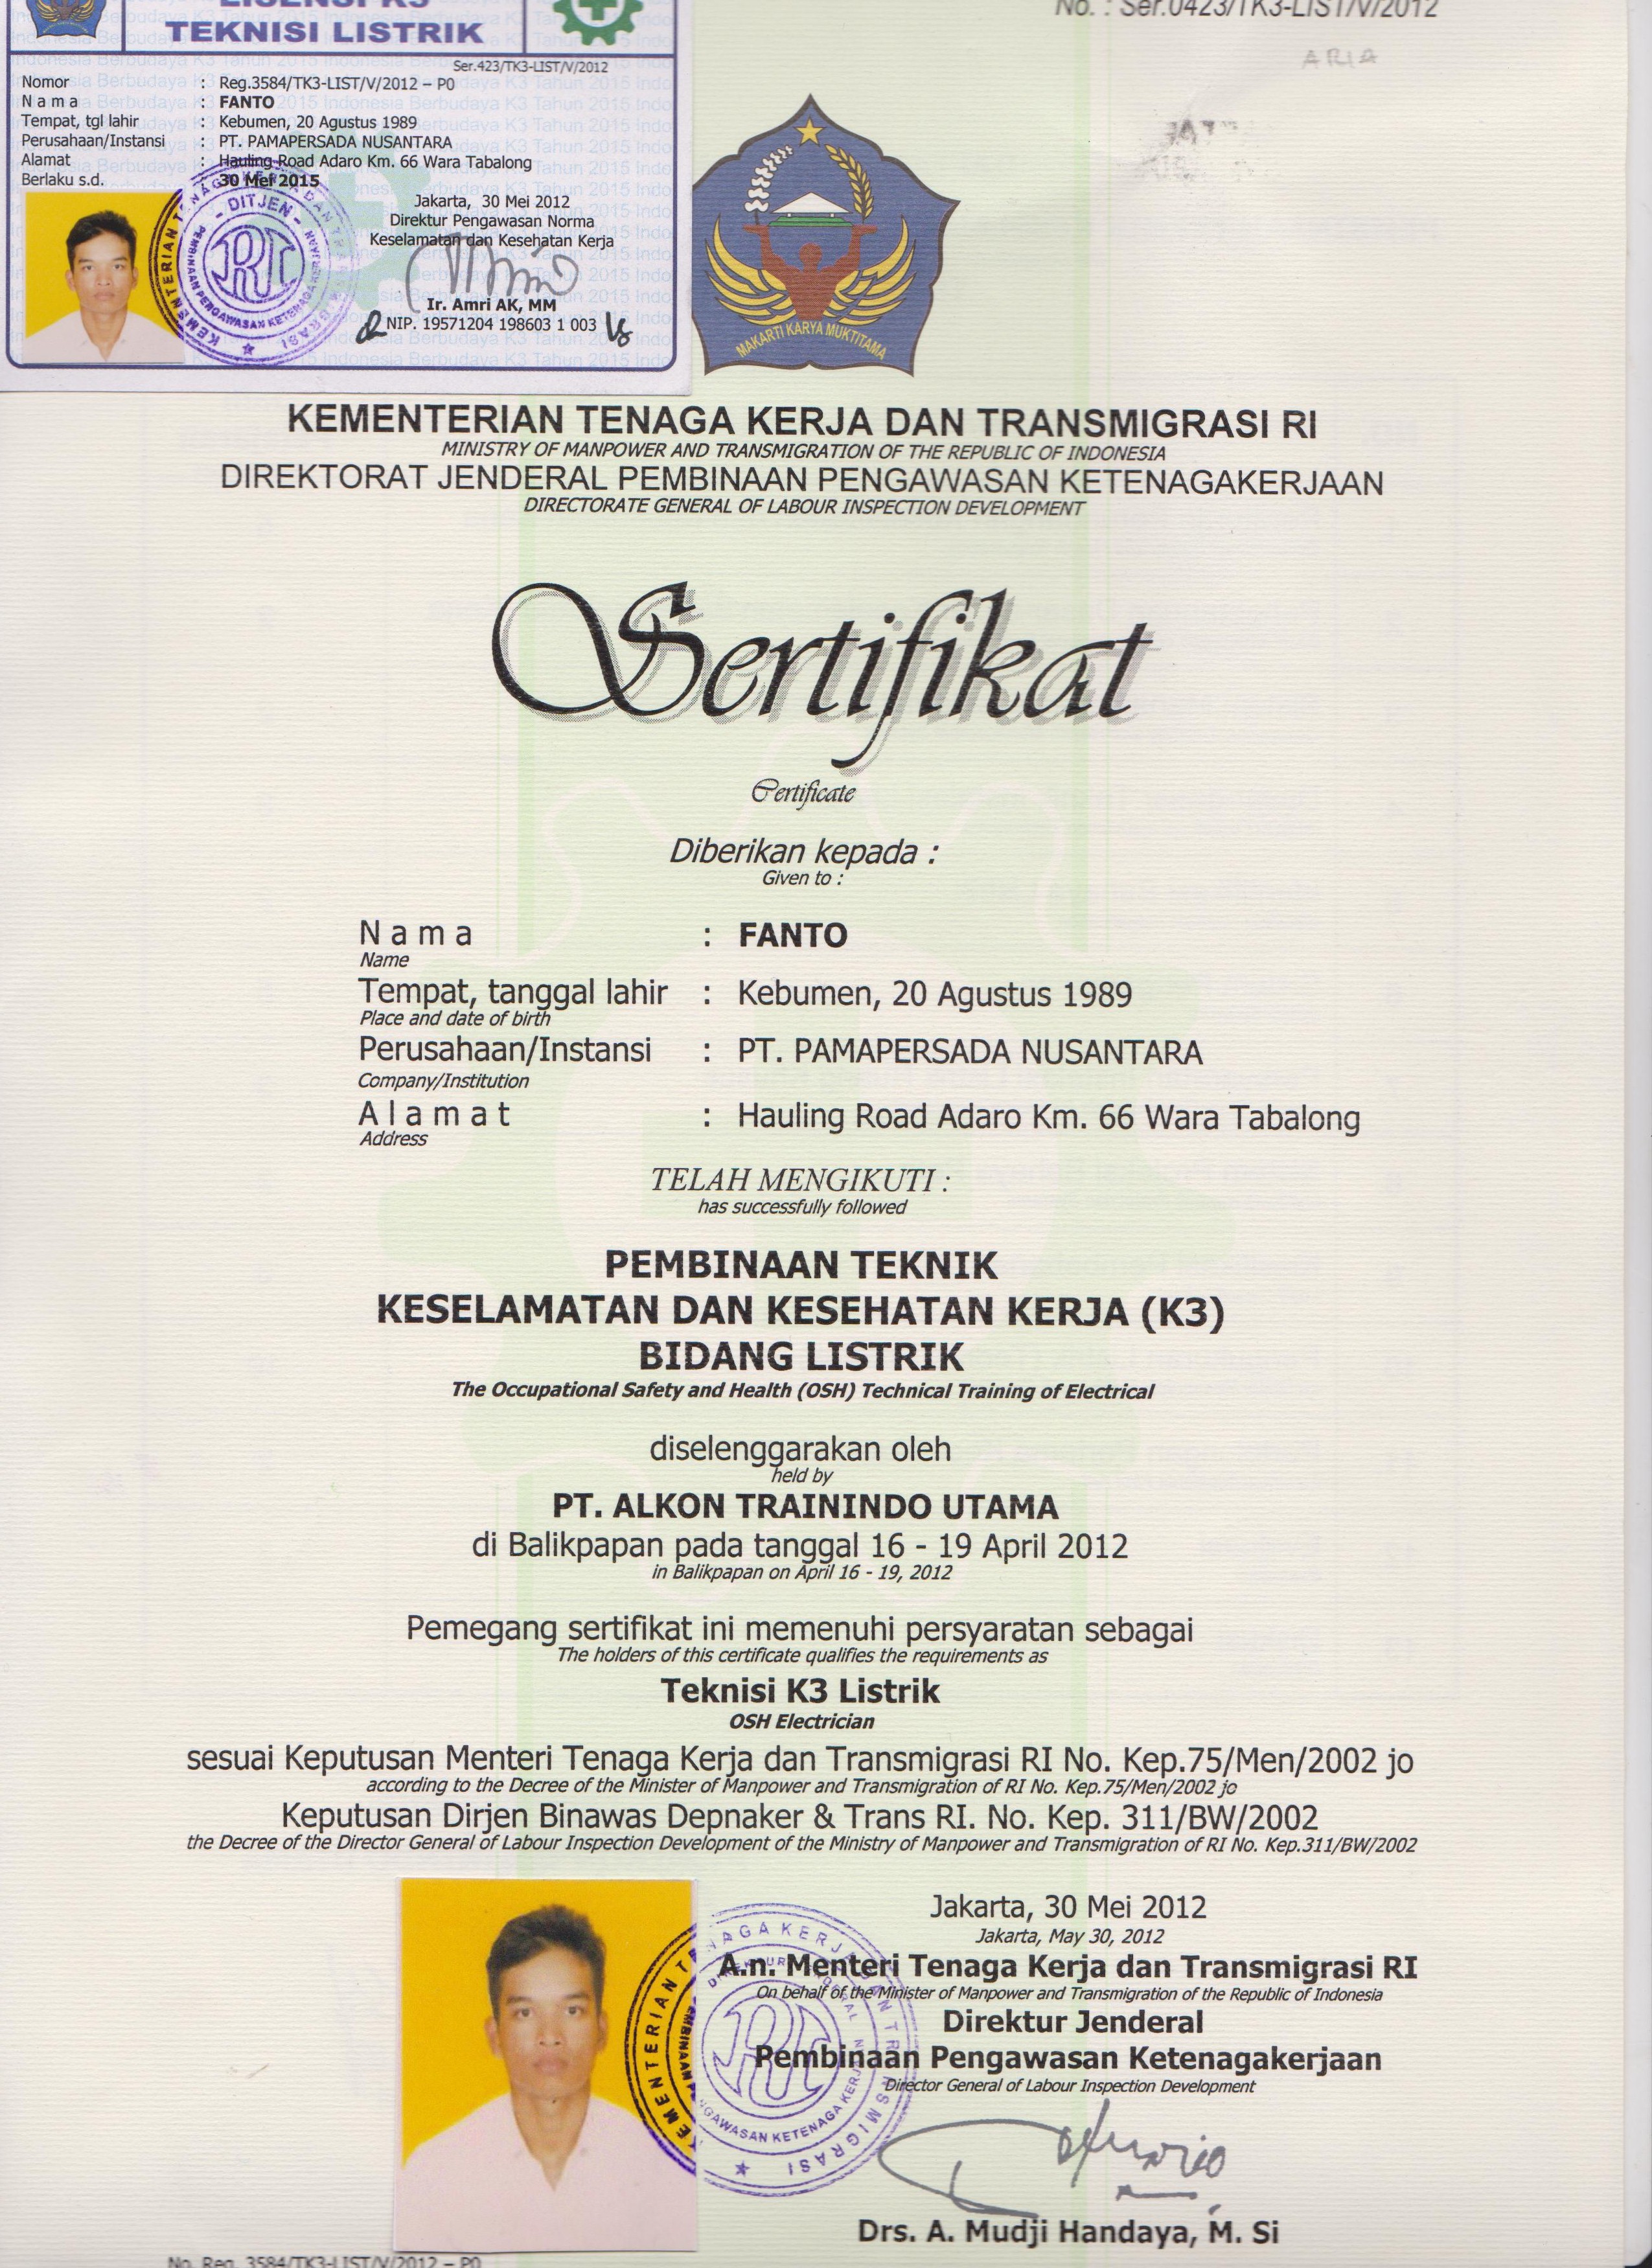 LISENSI K3
TEKNISI LISTRIK
Ser.423/TK3-LIST/V/2012
Nomor : Reg.3584/TK3-LIST/V/2012 – P0
N a m a : FANTO
Tempat, tgl lahir : Kebumen, 20 Agustus 1989
Perusahaan/Instansi : PT. PAMAPERSADA NUSANTARA
Alamat : Hauling Road Adaro Km. 66 Wara Tabalong
Berlaku s.d. 30 Mei 2015
Jakarta, 30 Mei 2012
Direktur Pengawasan Norma
Keselamatan dan Kesehatan Kerja
Ir. Amri AK, MM
NIP. 19571204 198603 1 003
KEMENTERIAN TENAGA KERJA DAN TRANSMIGRASI
- DITJEN -
PEMBINAAN PENGAWASAN KETENAGAKERJAAN
No. : Ser.0423/TK3-LIST/V/2012
ARIA
MAKARTI KARYA MUKTITAMA
KEMENTERIAN TENAGA KERJA DAN TRANSMIGRASI RI
MINISTRY OF MANPOWER AND TRANSMIGRATION OF THE REPUBLIC OF INDONESIA
DIREKTORAT JENDERAL PEMBINAAN PENGAWASAN KETENAGAKERJAAN
DIRECTORATE GENERAL OF LABOUR INSPECTION DEVELOPMENT
Sertifikat
Certificate
Diberikan kepada :
Given to :
N a m a : FANTO
Name
Tempat, tanggal lahir : Kebumen, 20 Agustus 1989
Place and date of birth
Perusahaan/Instansi : PT. PAMAPERSADA NUSANTARA
Company/Institution
A l a m a t : Hauling Road Adaro Km. 66 Wara Tabalong
Address
TELAH MENGIKUTI :
has successfully followed
PEMBINAAN TEKNIK
KESELAMATAN DAN KESEHATAN KERJA (K3)
BIDANG LISTRIK
The Occupational Safety and Health (OSH) Technical Training of Electrical
diselenggarakan oleh
held by
PT. ALKON TRAININDO UTAMA
di Balikpapan pada tanggal 16 - 19 April 2012
in Balikpapan on April 16 - 19, 2012
Pemegang sertifikat ini memenuhi persyaratan sebagai
The holders of this certificate qualifies the requirements as
Teknisi K3 Listrik
OSH Electrician
sesuai Keputusan Menteri Tenaga Kerja dan Transmigrasi RI No. Kep.75/Men/2002 jo
according to the Decree of the Minister of Manpower and Transmigration of RI No. Kep.75/Men/2002 jo
Keputusan Dirjen Binawas Depnaker & Trans RI. No. Kep. 311/BW/2002
the Decree of the Director General of Labour Inspection Development of the Ministry of Manpower and Transmigration of RI No. Kep.311/BW/2002
Jakarta, 30 Mei 2012
Jakarta, May 30, 2012
A.n. Menteri Tenaga Kerja dan Transmigrasi RI
On behalf of the Minister of Manpower and Transmigration of the Republic of Indonesia
Direktur Jenderal
Pembinaan Pengawasan Ketenagakerjaan
Director General of Labour Inspection Development
Drs. A. Mudji Handaya, M. Si
No. Reg. 3584/TK3-LIST/V/2012 – P0